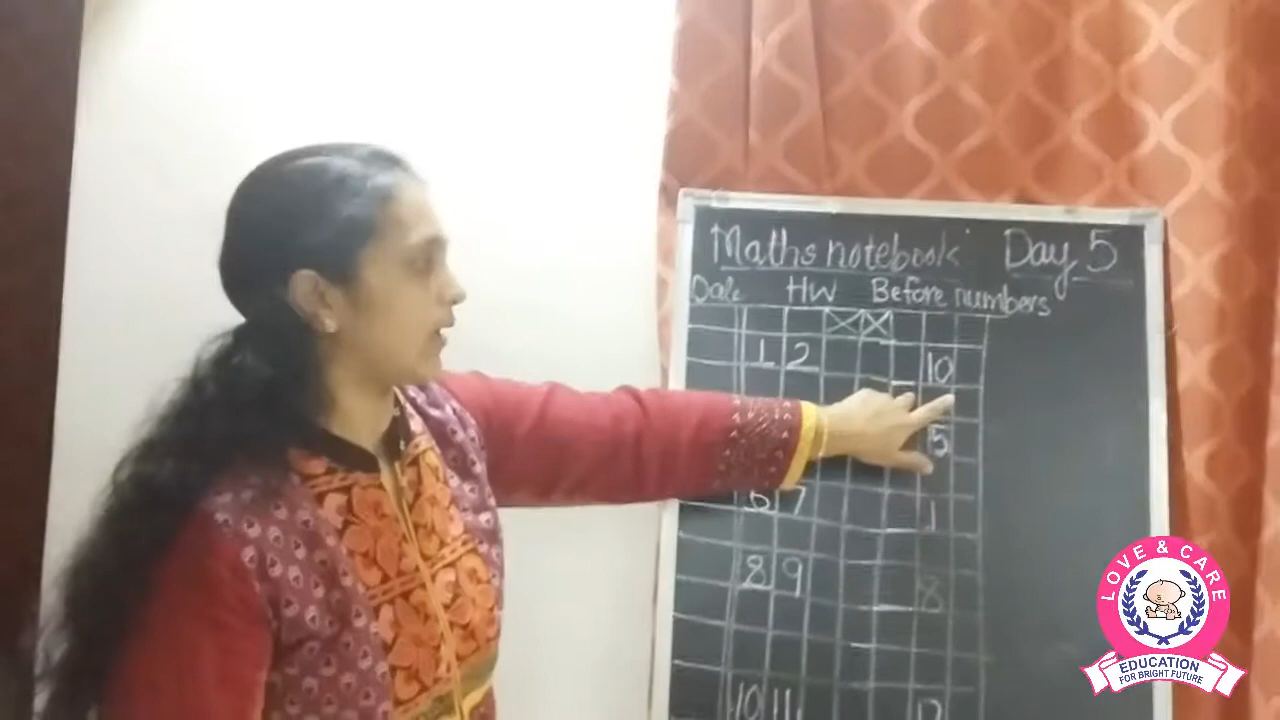 Maths notebook Day 5
Date HW Before numbers
1 2 _ 10
5
6 7 1
8 9 _ 8
10 11
LOVE & CARE
EDUCATION
FOR BRIGHT FUTURE